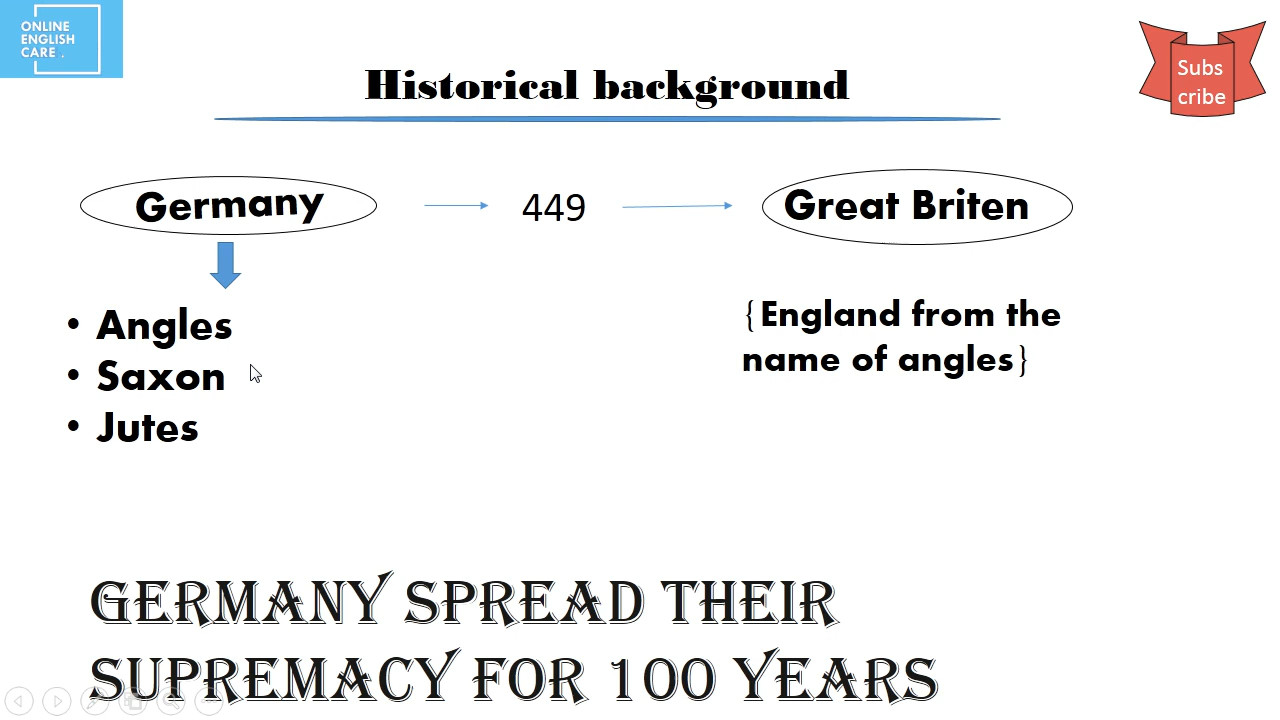 ONLINE
ENGLISH
CARE .
Subs
cribe
Historical background
Germany
449
Great Briten
• Angles
• Saxon
• Jutes
{England from the
name of angles}
GERMANY SPREAD THEIR
SUPREMACY FOR 100 YEARS